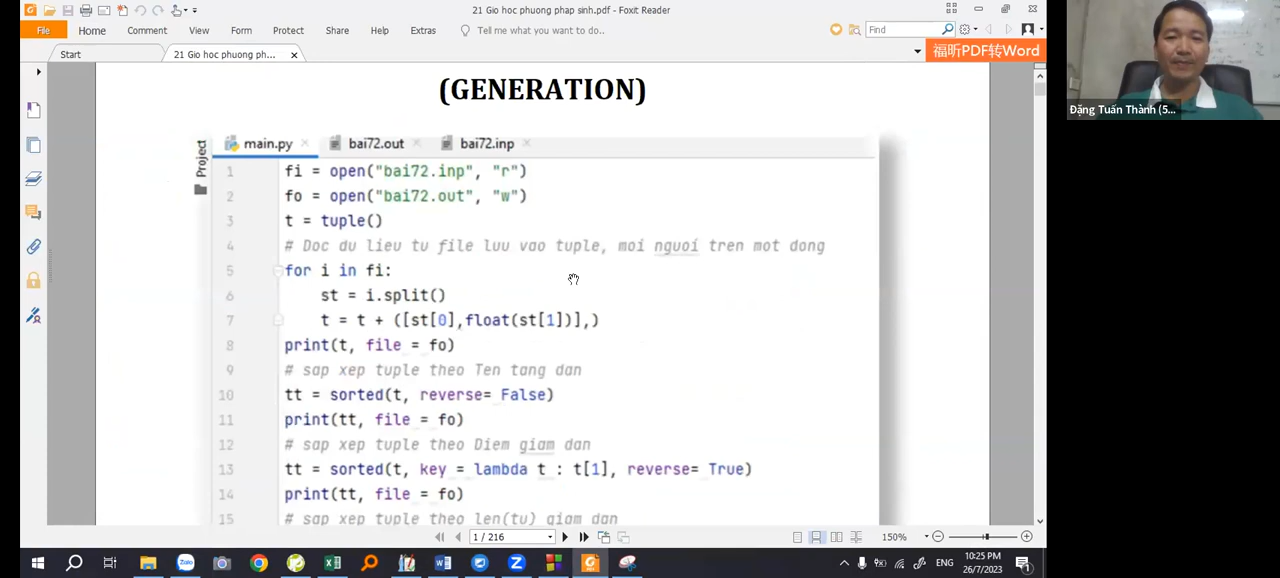 21 Gio hoc phuong phap sinh.pdf - Foxit Reader
File Home Comment View Form Protect Share Help Extras Tell me what you want to do.. Find
Start 21 Gio hoc phuong ph...
福昕PDF转Word
(GENERATION)
Project
main.py bai72.out bai72.inp
1 fi = open("bai72.inp", "r")
2 fo = open("bai72.out", "w")
3 t = tuple()
4 # Doc du lieu tu file luu vao tuple, moi nguoi tren mot dong
5 for i in fi:
6 st = i.split()
7 t = t + ([st[0],float(st[1])],)
8 print(t, file = fo)
9 # sap xep tuple theo Ten tang dan
10 tt = sorted(t, reverse= False)
11 print(tt, file = fo)
12 # sap xep tuple theo Diem giam dan
13 tt = sorted(t, key = lambda t : t[1], reverse= True)
14 print(tt, file = fo)
15 # sap xep tuple theo len(tu) giam dan
Đặng Tuấn Thành (5...
1 / 216
150%
Zalo
ENG
10:25 PM
26/7/2023